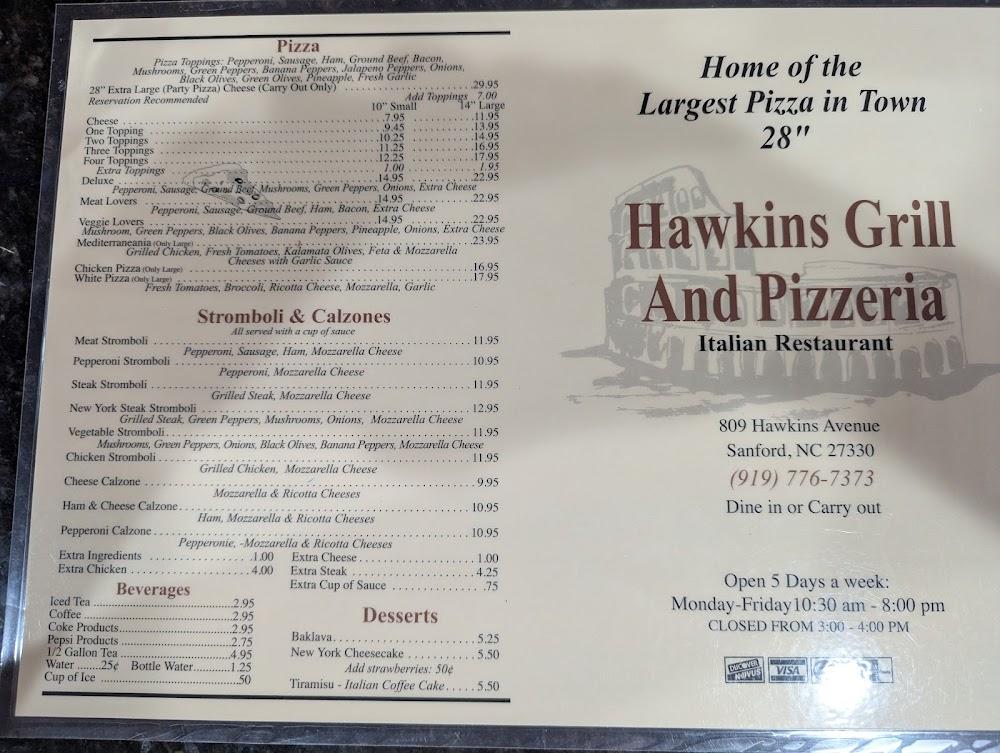 Pizza
Pizza Toppings: Pepperoni, Sausage, Ham, Ground Beef, Bacon,
Mushrooms, Green Peppers, Banana Peppers, Jalapeno Peppers, Onions,
Black Olives, Green Olives, Pineapple, Fresh Garlic
28" Extra Large (Party Pizza) Cheese (Carry Out Only) 29.95
Reservation Recommended Add Toppings 7.00
10" Small 14" Large
Cheese 7.95 11.95
One Topping 9.45 13.95
Two Toppings 10.25 14.95
Three Toppings 11.25 16.95
Four Toppings 12.25 17.95
Extra Toppings 1.00 1.95
Deluxe 14.95 22.95
Pepperoni, Sausage, Ground Beef, Mushrooms, Green Peppers, Onions, Extra Cheese
Meat Lovers 14.95 22.95
Pepperoni, Sausage, Ground Beef, Ham, Bacon, Extra Cheese
Veggie Lovers 14.95 22.95
Mushroom, Green Peppers, Black Olives, Banana Peppers, Pineapple, Onions, Extra Cheese
Mediterraneania (Only Large) 23.95
Grilled Chicken, Fresh Tomatoes, Kalamata Olives, Feta & Mozzarella
Cheeses with Garlic Sauce
Chicken Pizza (Only Large) 16.95
White Pizza (Only Large) 17.95
Fresh Tomatoes, Broccoli, Ricotta Cheese, Mozzarella, Garlic
Stromboli & Calzones
All served with a cup of sauce
Meat Stromboli 11.95
Pepperoni, Sausage, Ham, Mozzarella Cheese
Pepperoni Stromboli 10.95
Pepperoni, Mozzarella Cheese
Steak Stromboli 11.95
Grilled Steak, Mozzarella Cheese
New York Steak Stromboli 12.95
Grilled Steak, Green Peppers, Mushrooms, Onions, Mozzarella Cheese
Vegetable Stromboli 11.95
Mushrooms, Green Peppers, Onions, Black Olives, Banana Peppers, Mozzarella Cheese
Chicken Stromboli 11.95
Grilled Chicken, Mozzarella Cheese
Cheese Calzone 9.95
Mozzarella & Ricotta Cheeses
Ham & Cheese Calzone 10.95
Ham, Mozzarella & Ricotta Cheeses
Pepperoni Calzone 10.95
Pepperonie, -Mozzarella & Ricotta Cheeses
Extra Ingredients 1.00
Extra Chicken 4.00
Extra Cheese 1.00
Extra Steak 4.25
Extra Cup of Sauce .75
Beverages
Iced Tea 2.95
Coffee 2.95
Coke Products 2.95
Pepsi Products 2.75
1/2 Gallon Tea 4.95
Water 25¢ Bottle Water 1.25
Cup of Ice .50
Desserts
Baklava 5.25
New York Cheesecake 5.50
Add strawberries: 50¢
Tiramisu - Italian Coffee Cake 5.50
Home of the
Largest Pizza in Town
28"
Hawkins Grill
And Pizzeria
Italian Restaurant
809 Hawkins Avenue
Sanford, NC 27330
(919) 776-7373
Dine in or Carry out
Open 5 Days a week:
Monday-Friday10:30 am - 8:00 pm
CLOSED FROM 3:00 - 4:00 PM
DISCOVER
NOVUS
VISA